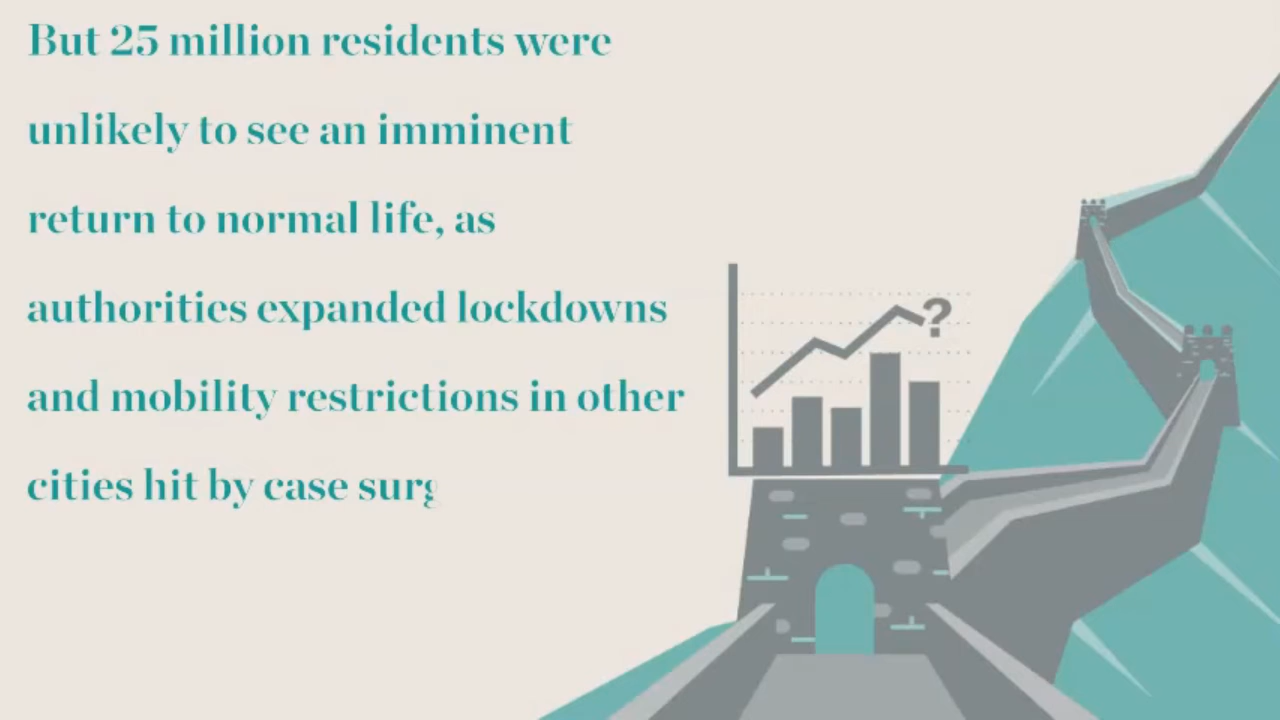 But 25 million residents were
unlikely to see an imminent
return to normal life, as
authorities expanded lockdowns
and mobility restrictions in other
cities hit by case
?